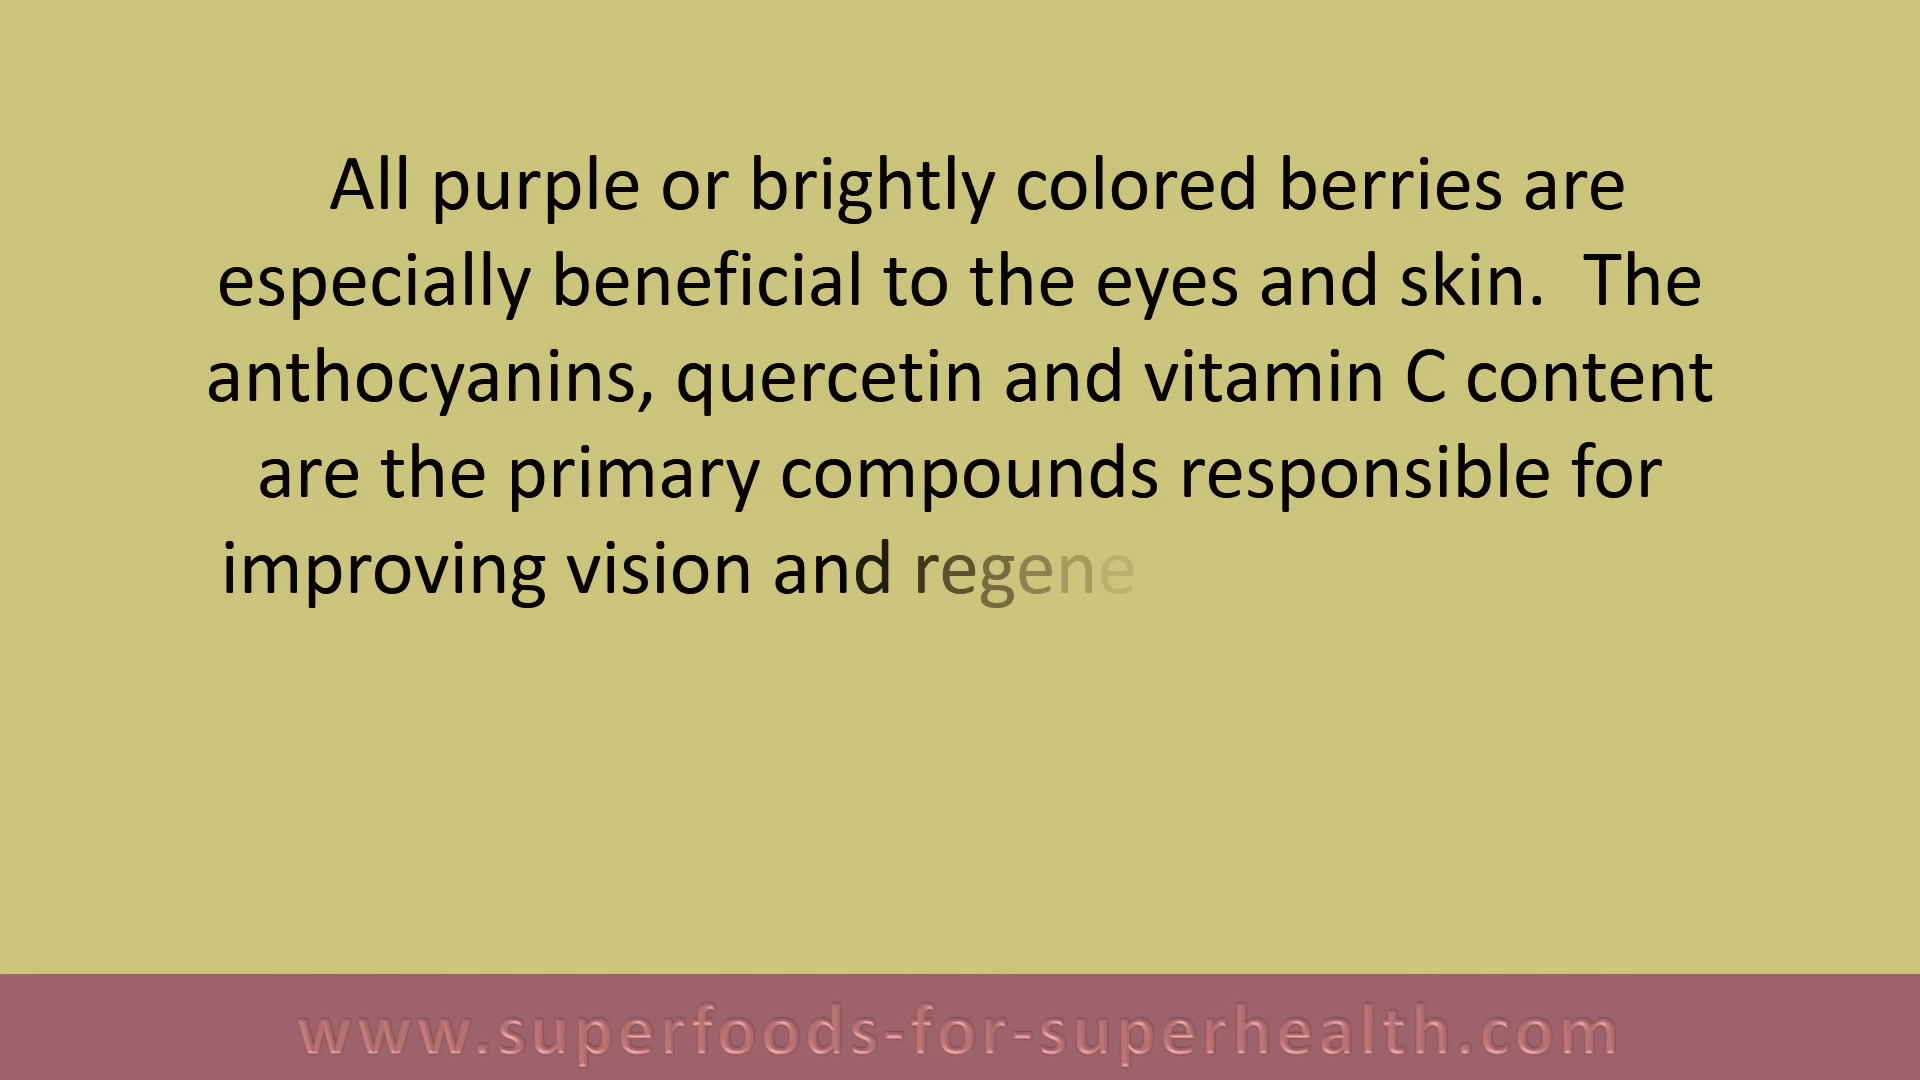 All purple or brightly colored berries are
especially beneficial to the eyes and skin.  The
anthocyanins, quercetin and vitamin C content
are the primary compounds responsible for
improving vision and regene
www.superfoods-for-superhealth.com